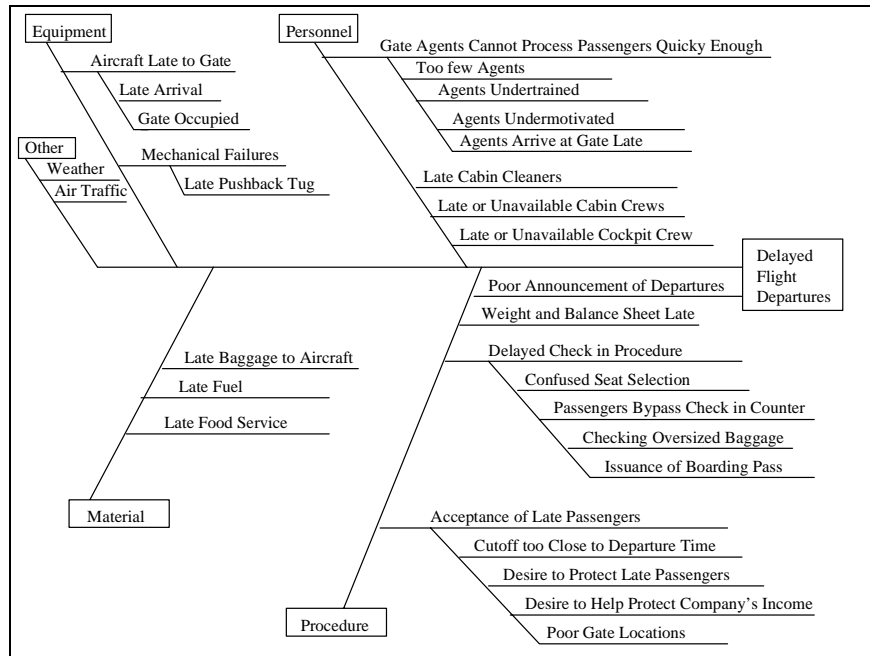 Equipment
Aircraft Late to Gate
Late Arrival
Gate Occupied
Mechanical Failures
Late Pushback Tug
Other
Weather
Air Traffic
Personnel
Gate Agents Cannot Process Passengers Quicky Enough
Too few Agents
Agents Undertrained
Agents Undermotivated
Agents Arrive at Gate Late
Late Cabin Cleaners
Late or Unavailable Cabin Crews
Late or Unavailable Cockpit Crew
Delayed
Flight
Departures
Poor Announcement of Departures
Weight and Balance Sheet Late
Delayed Check in Procedure
Confused Seat Selection
Passengers Bypass Check in Counter
Checking Oversized Baggage
Issuance of Boarding Pass
Late Baggage to Aircraft
Late Fuel
Late Food Service
Material
Acceptance of Late Passengers
Cutoff too Close to Departure Time
Desire to Protect Late Passengers
Desire to Help Protect Company's Income
Poor Gate Locations
Procedure